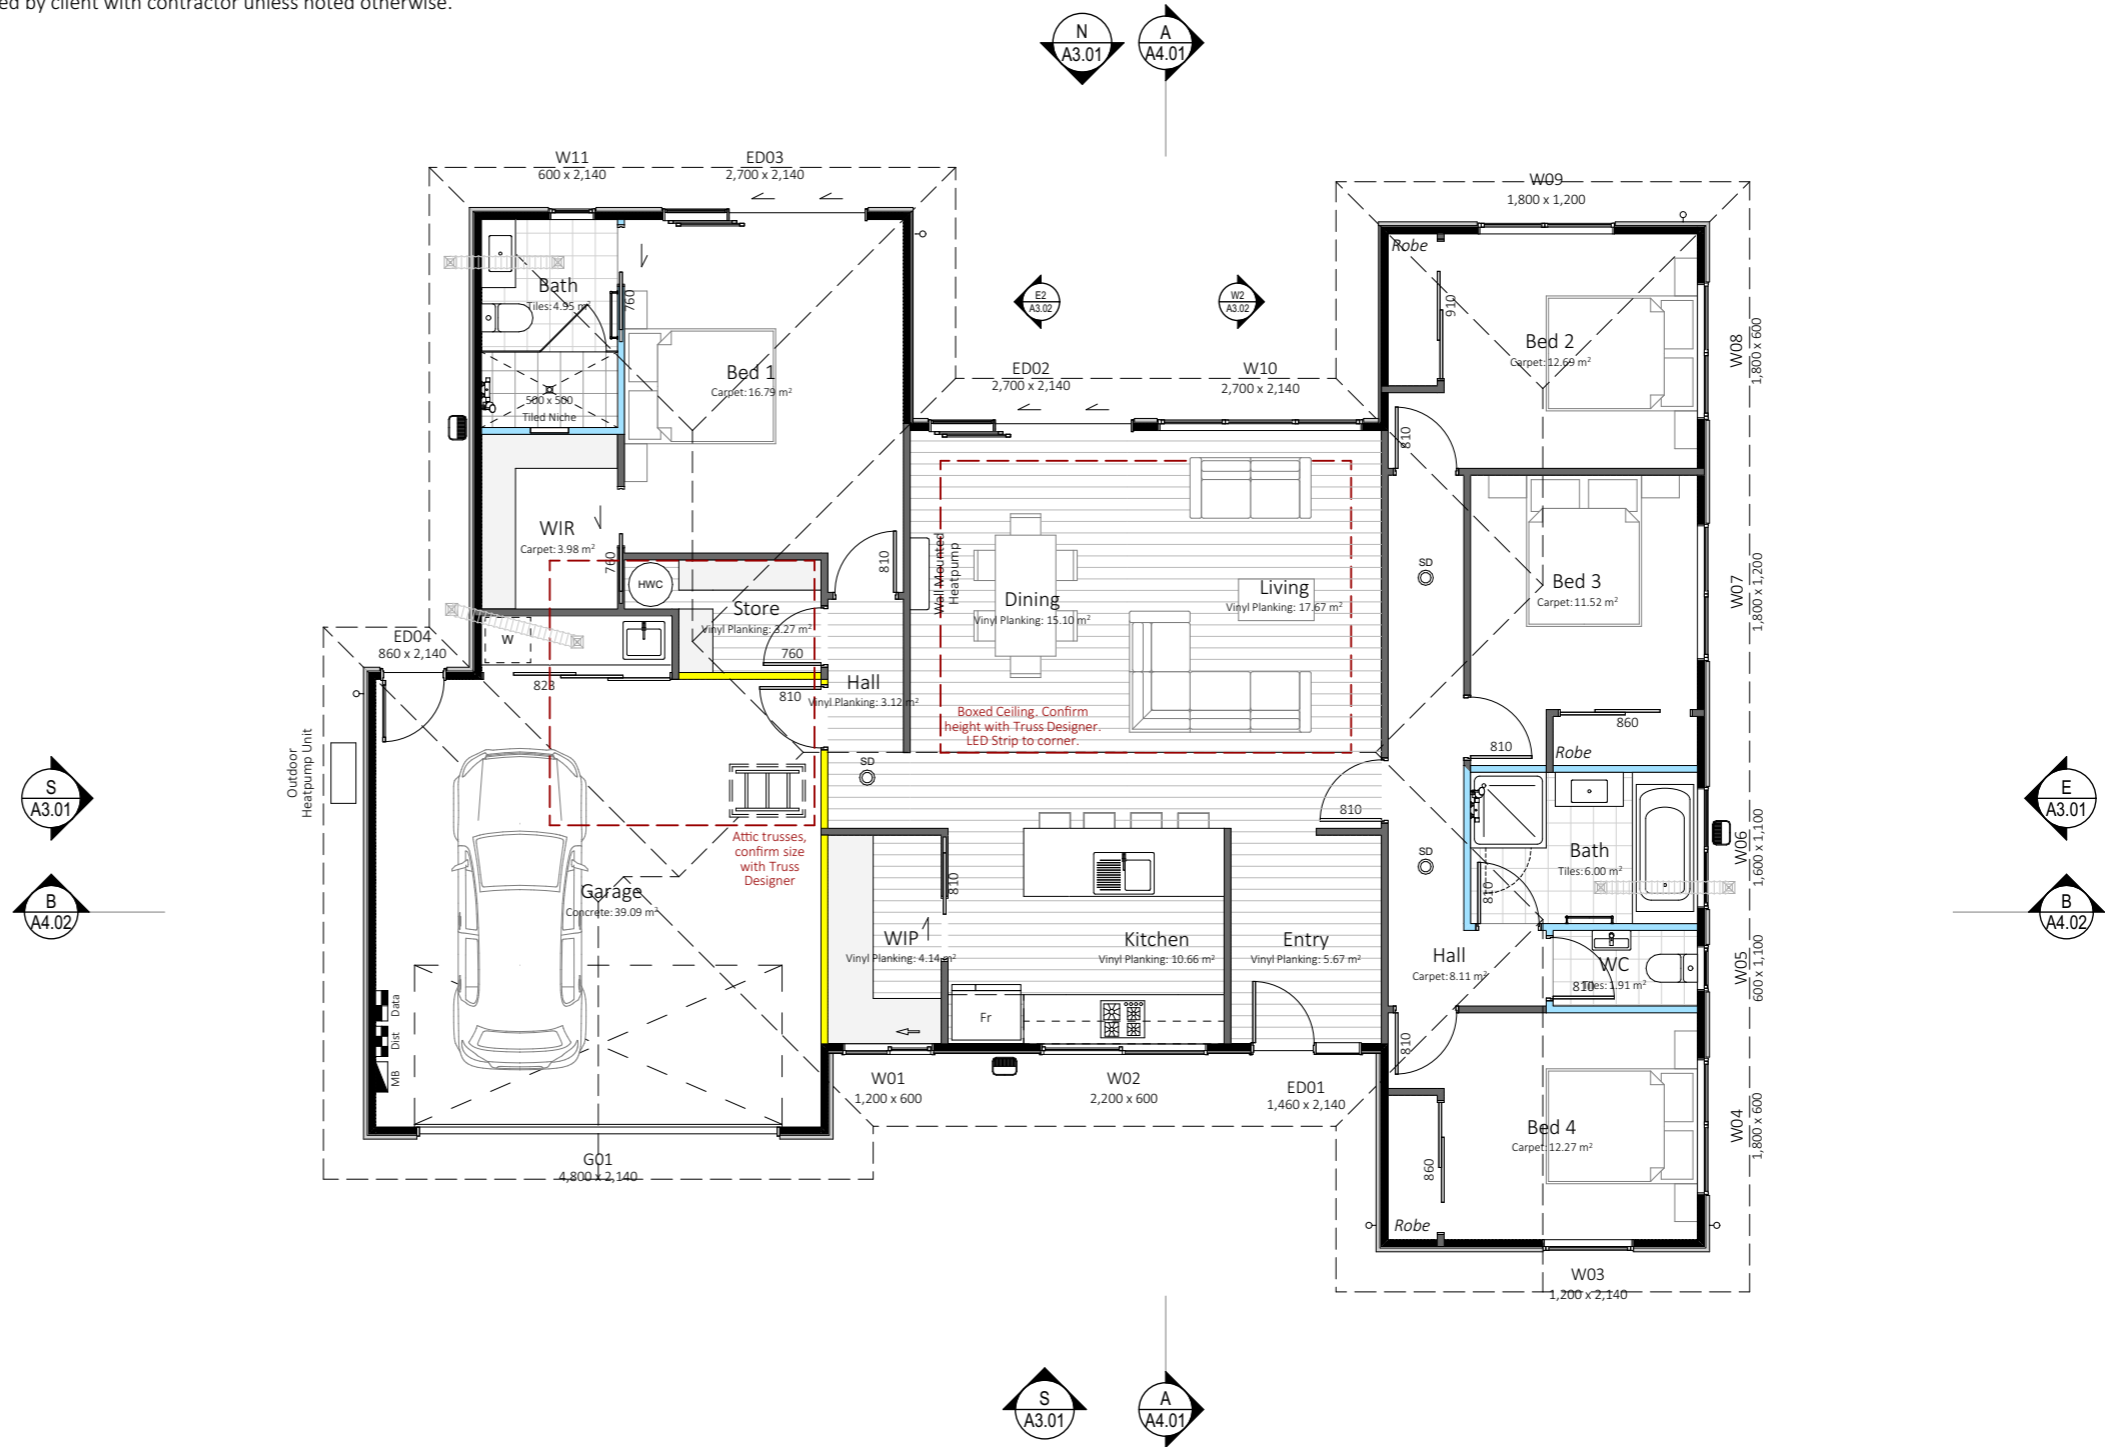 ed by client with contractor unless noted otherwise.
N
A3.01
A
A4.01
W11
600 x 2,140
ED03
2,700 x 2,140
W09
1,800 x 1,200
Robe
Bath
Tiles: 4.95 m²
760
910
E2
A3.02
W2
A3.02
Bed 1
Carpet: 16.79 m²
500 x 500
Tiled Niche
ED02
2,700 x 2,140
W10
2,700 x 2,140
Bed 2
Carpet: 12.69 m²
W08
1,800 x 600
810
WIR
Carpet: 3.98 m²
760
HWC
Store
Vinyl Planking: 3.27 m²
760
810
Wall Mounted
Heatpump
Dining
Vinyl Planking: 15.10 m²
Living
Vinyl Planking: 17.67 m²
SD
Bed 3
Carpet: 11.52 m²
W07
1,800 x 1,200
ED04
860 x 2,140
W
823
810
Hall
Vinyl Planking: 3.12 m²
Boxed Ceiling. Confirm
height with Truss Designer.
LED Strip to corner.
860
810
Robe
Outdoor
Heatpump Unit
S
A3.01
SD
810
E
A3.01
Attic trusses,
confirm size
with Truss
Designer
Garage
Concrete: 39.09 m²
810
SD
Bath
Tiles: 6.00 m²
810
W06
1,600 x 1,100
B
A4.02
B
A4.02
WIP
Vinyl Planking: 4.14 m²
Kitchen
Vinyl Planking: 10.66 m²
Entry
Vinyl Planking: 5.67 m²
Hall
Carpet: 8.11 m²
WC
Tiles: 1.91 m²
810
W05
600 x 1,100
Data
Dist
MB
Fr
810
W01
1,200 x 600
W02
2,200 x 600
ED01
1,460 x 2,140
Bed 4
Carpet: 12.27 m²
W04
1,800 x 600
860
Robe
G01
4,800 x 2,140
W03
1,200 x 2,140
S
A3.01
A
A4.01